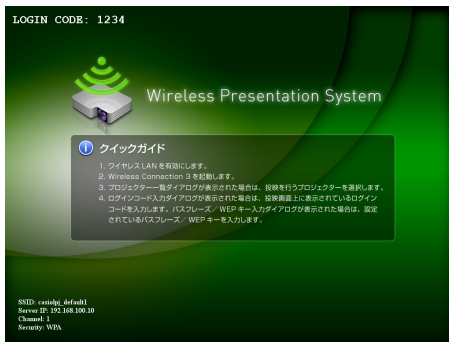 LOGIN CODE: 1234
Wireless Presentation System
クイックガイド
1. ワイヤレス LAN を有効にします。
2. Wireless Connection 3 を起動します。
3. プロジェクター一覧ダイアログが表示された場合は、投映を行うプロジェクターを選択します。
4. ログインコード入力ダイアログが表示された場合は、投映画面上に表示されているログイン
コードを入力します。パスフレーズ／ WEP キー入力ダイアログが表示された場合は、設定
されているパスフレーズ／ WEP キーを入力します。
SSID: casiolpj_default1
Server IP: 192.168.100.10
Channel: 1
Security: WPA